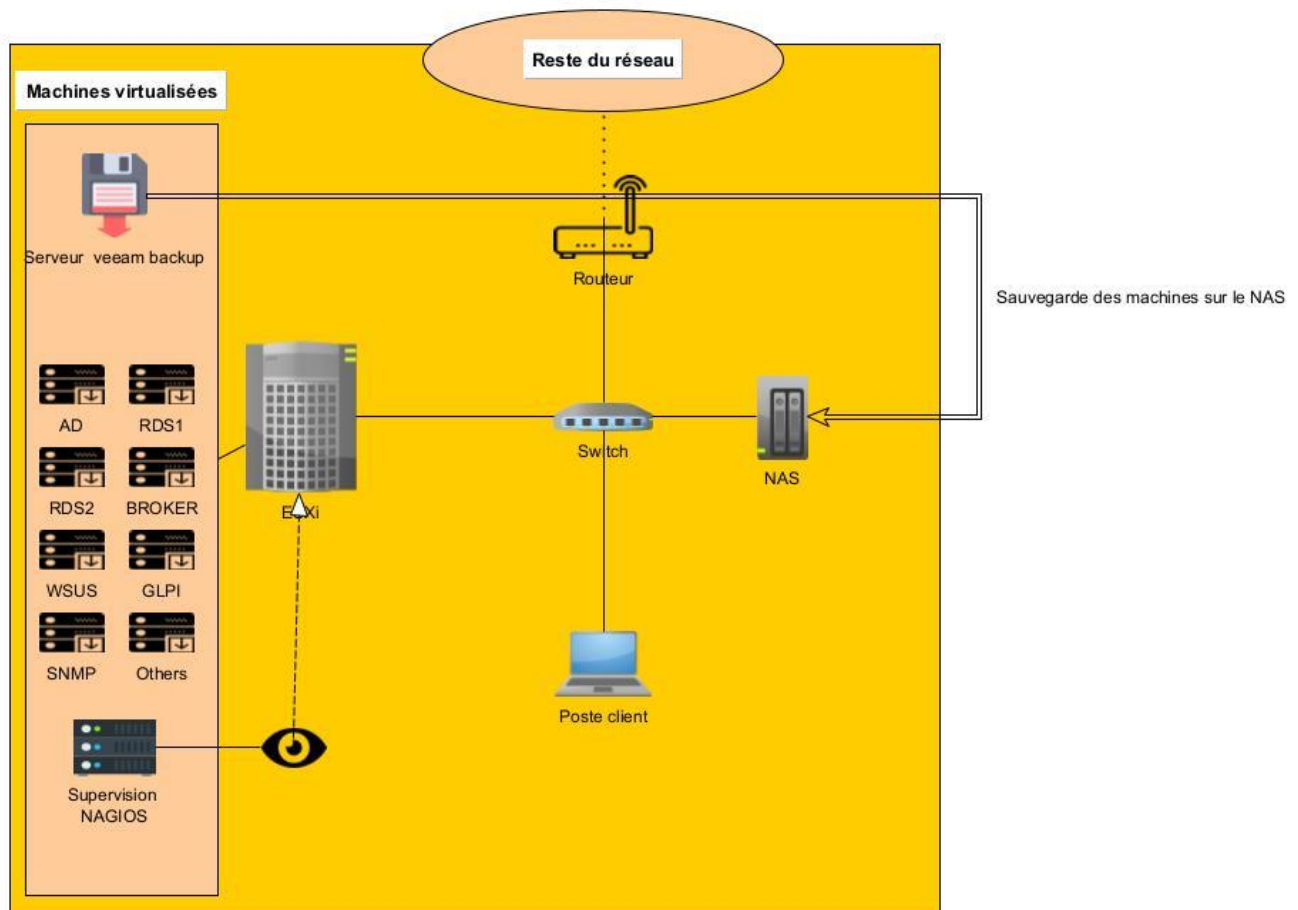 Reste du réseau
Machines virtualisées
Serveur veeam backup
Routeur
Sauvegarde des machines sur le NAS
AD
RDS1
Switch
NAS
RDS2
BROKER
ESXi
WSUS
GLPI
SNMP
Others
Poste client
Supervision
NAGIOS